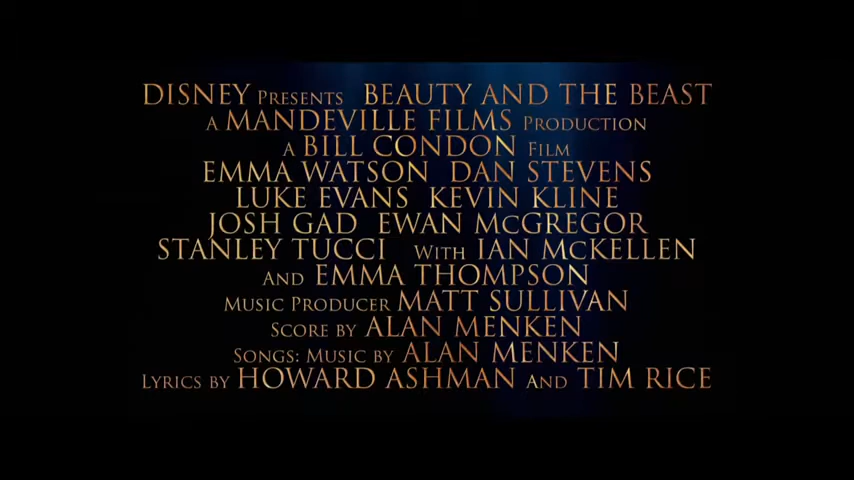 DISNEY PRESENTS BEAUTY AND THE BEAST
A MANDEVILLE FILMS PRODUCTION
A BILL CONDON FILM
EMMA WATSON DAN STEVENS
LUKE EVANS KEVIN KLINE
JOSH GAD EWAN McGREGOR
STANLEY TUCCI WITH IAN McKELLEN
AND EMMA THOMPSON
MUSIC PRODUCER MATT SULLIVAN
SCORE BY ALAN MENKEN
SONGS: MUSIC BY ALAN MENKEN
LYRICS BY HOWARD ASHMAN AND TIM RICE